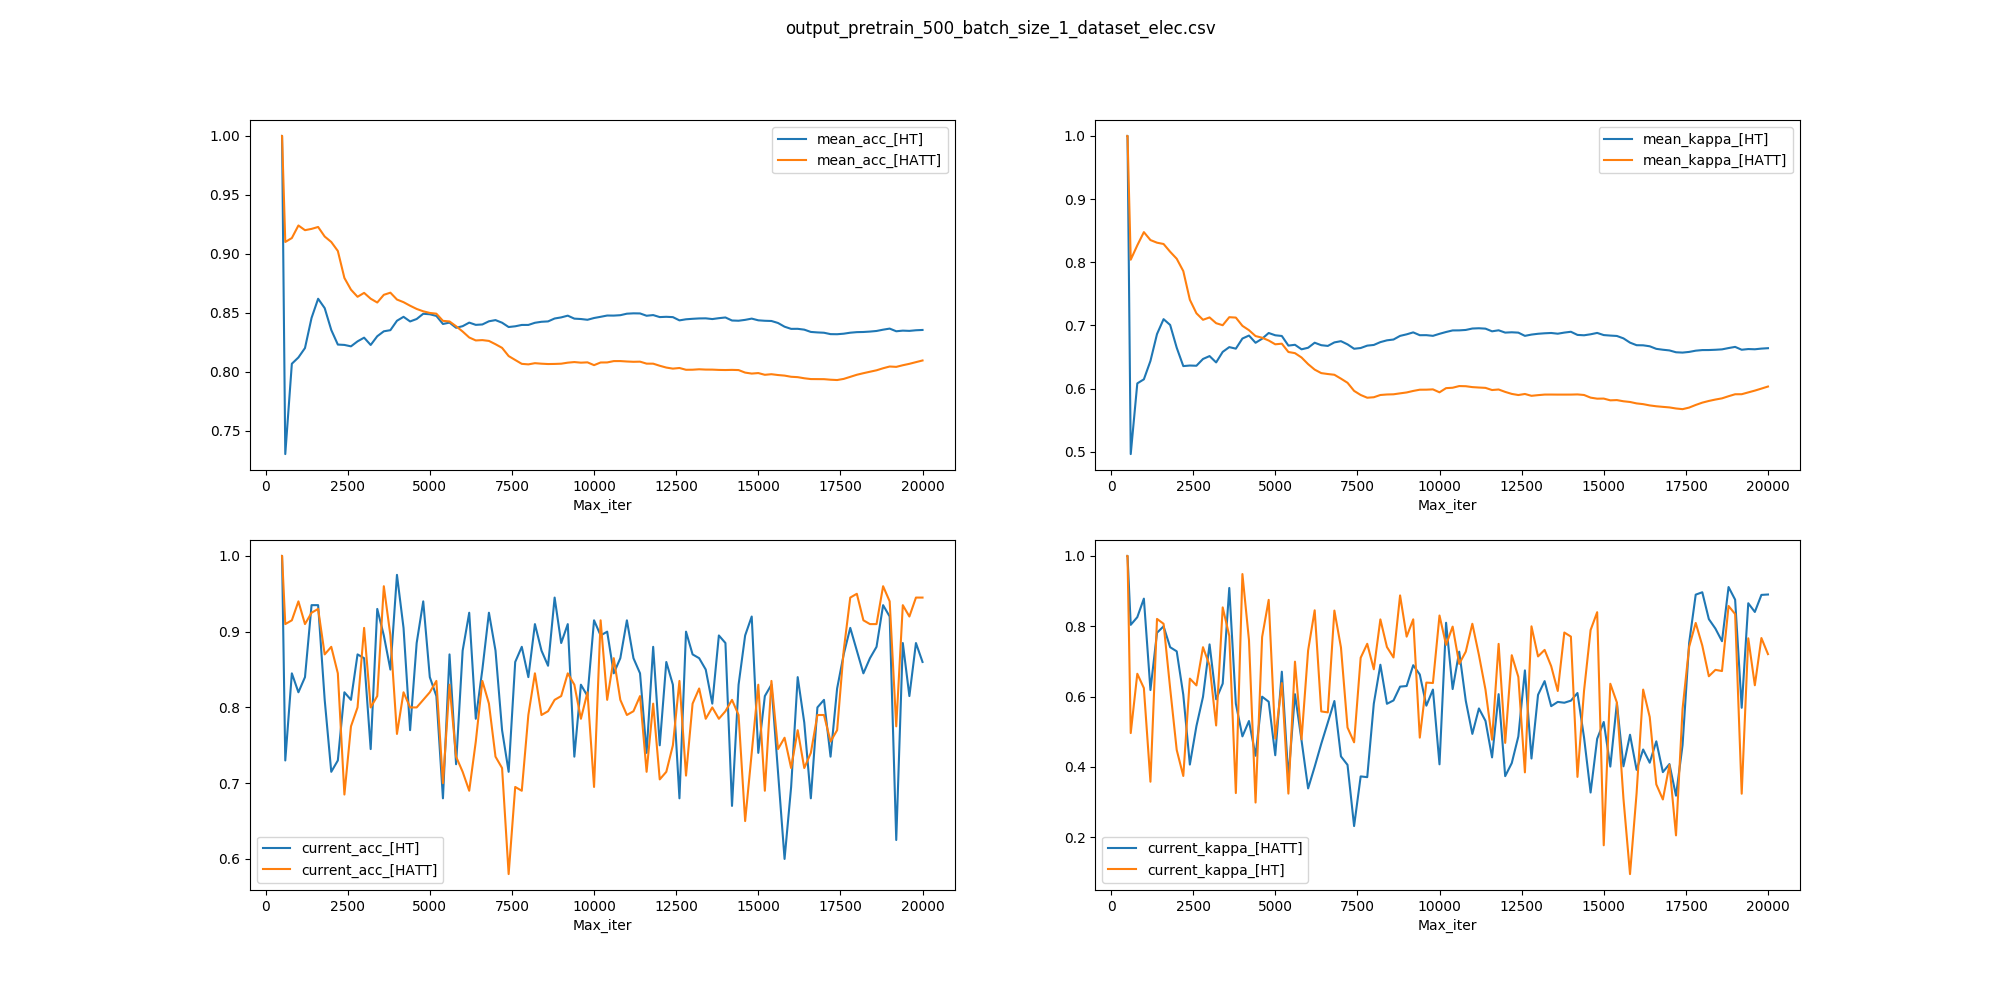 output_pretrain_500_batch_size_1_dataset_elec.csv
mean_acc_[HT]
mean_acc_[HATT]
1.00
0.95
0.90
0.85
0.80
0.75
0 2500 5000 7500 10000 12500 15000 17500 20000
Max_iter
mean_kappa_[HT]
mean_kappa_[HATT]
1.0
0.9
0.8
0.7
0.6
0.5
0 2500 5000 7500 10000 12500 15000 17500 20000
Max_iter
1.0
0.9
0.8
0.7
0.6
current_acc_[HT]
current_acc_[HATT]
0 2500 5000 7500 10000 12500 15000 17500 20000
Max_iter
1.0
0.8
0.6
0.4
0.2
current_kappa_[HATT]
current_kappa_[HT]
0 2500 5000 7500 10000 12500 15000 17500 20000
Max_iter